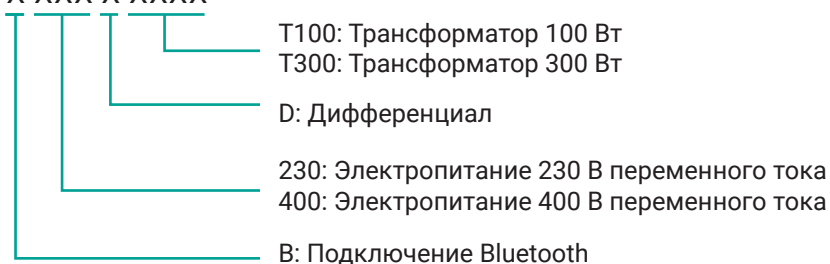 T100: Трансформатор 100 Вт
T300: Трансформатор 300 Вт
D: Дифференциал
230: Электропитание 230 В переменного тока
400: Электропитание 400 В переменного тока
B: Подключение Bluetooth